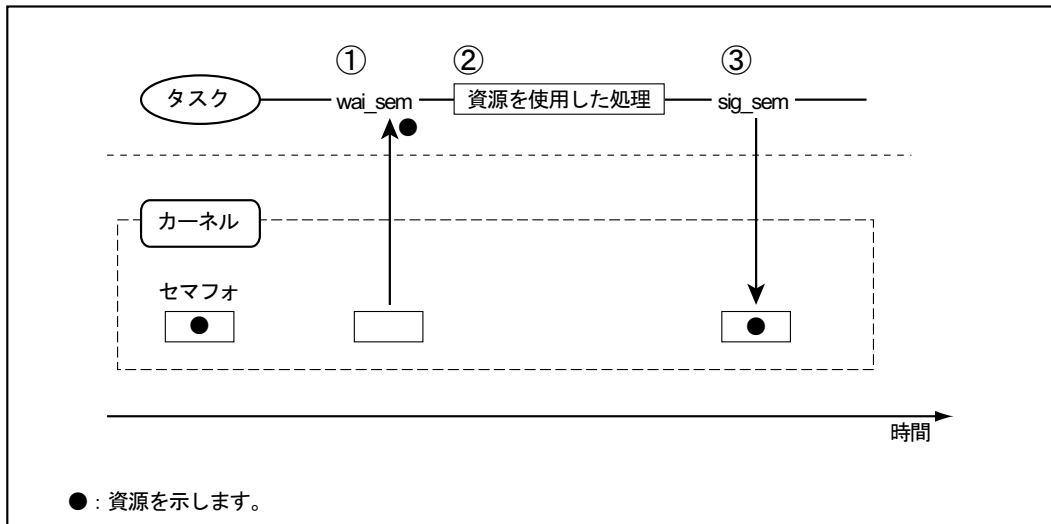 ① ② ③
タスク wai_sem 資源を使用した処理 sig_sem
カーネル
セマフォ
時間
●：資源を示します。